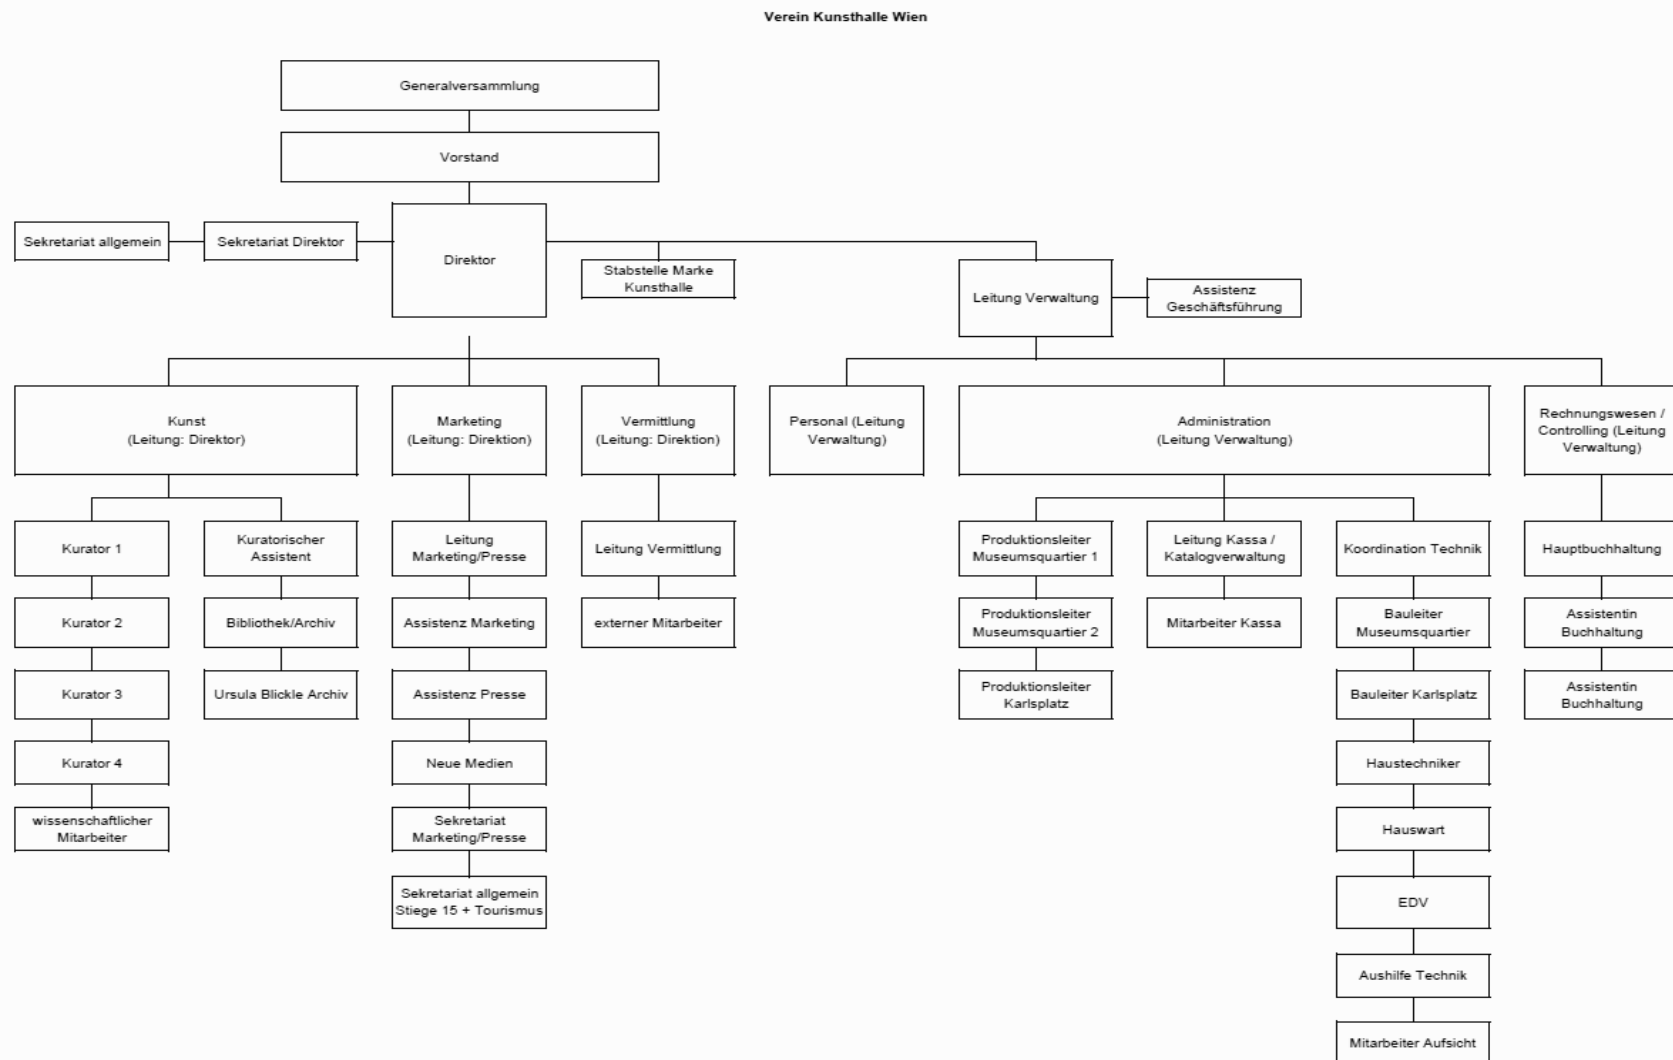 Verein Kunsthalle Wien
Generalversammlung
Vorstand
Sekretariat allgemein
Sekretariat Direktor
Direktor
Stabstelle Marke
Kunsthalle
Leitung Verwaltung
Assistenz
Geschäftsführung
Kunst
(Leitung: Direktor)
Marketing
(Leitung: Direktion)
Vermittlung
(Leitung: Direktion)
Personal (Leitung
Verwaltung)
Administration
(Leitung Verwaltung)
Rechnungswesen /
Controlling (Leitung
Verwaltung)
Kurator 1
Kurator 2
Kurator 3
Kurator 4
wissenschaftlicher
Mitarbeiter
Kuratorischer
Assistent
Bibliothek/Archiv
Ursula Blickle Archiv
Leitung
Marketing/Presse
Assistenz Marketing
Assistenz Presse
Neue Medien
Sekretariat
Marketing/Presse
Sekretariat allgemein
Stiege 15 + Tourismus
Leitung Vermittlung
externer Mitarbeiter
Produktionsleiter
Museumsquartier 1
Produktionsleiter
Museumsquartier 2
Produktionsleiter
Karlsplatz
Leitung Kassa /
Katalogverwaltung
Mitarbeiter Kassa
Koordination Technik
Bauleiter
Museumsquartier
Bauleiter Karlsplatz
Haustechniker
Hauswart
EDV
Aushilfe Technik
Mitarbeiter Aufsicht
Hauptbuchhaltung
Assistentin
Buchhaltung
Assistentin
Buchhaltung